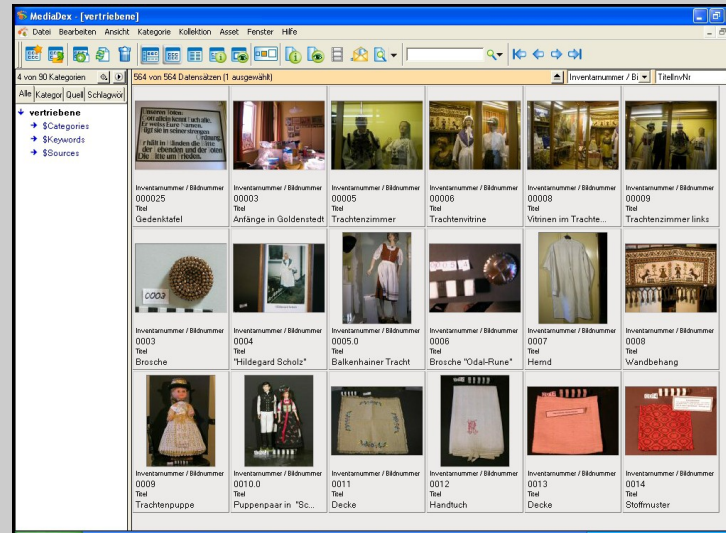 MediaDex - [vertriebene]
Datei Bearbeiten Ansicht Kategorie Kollektion Asset Fenster Hilfe
4 von 90 Kategorien
564 von 564 Datensätzen (1 ausgewählt)
Inventarnummer / Bi
TitelInvNr
Alle Kategor Quell Schlagwör
vertriebene
$Categories
$Keywords
$Sources
Inventarnummer / Bildnummer
000025
Titel
Gedenktafel
Inventarnummer / Bildnummer
00003
Titel
Anfänge in Goldenstedt
Inventarnummer / Bildnummer
00005
Titel
Trachtenzimmer
Inventarnummer / Bildnummer
00006
Titel
Trachtenvitrine
Inventarnummer / Bildnummer
00008
Titel
Vitrinen im Trachte...
Inventarnummer / Bildnummer
00009
Titel
Trachtenzimmer links
0003
Inventarnummer / Bildnummer
0003
Titel
Brosche
Inventarnummer / Bildnummer
0004
Titel
"Hildegard Scholz"
Inventarnummer / Bildnummer
0005.0
Titel
Balkenhainer Tracht
Inventarnummer / Bildnummer
0006
Titel
Brosche "Odal-Rune"
Inventarnummer / Bildnummer
0007
Titel
Hemd
Inventarnummer / Bildnummer
0008
Titel
Wandbehang
Inventarnummer / Bildnummer
0009
Titel
Trachtenpuppe
Inventarnummer / Bildnummer
0010.0
Titel
Puppenpaar in "Sc...
Inventarnummer / Bildnummer
0011
Titel
Decke
Inventarnummer / Bildnummer
0012
Titel
Handtuch
Inventarnummer / Bildnummer
0013
Titel
Decke
Inventarnummer / Bildnummer
0014
Titel
Stoffmuster